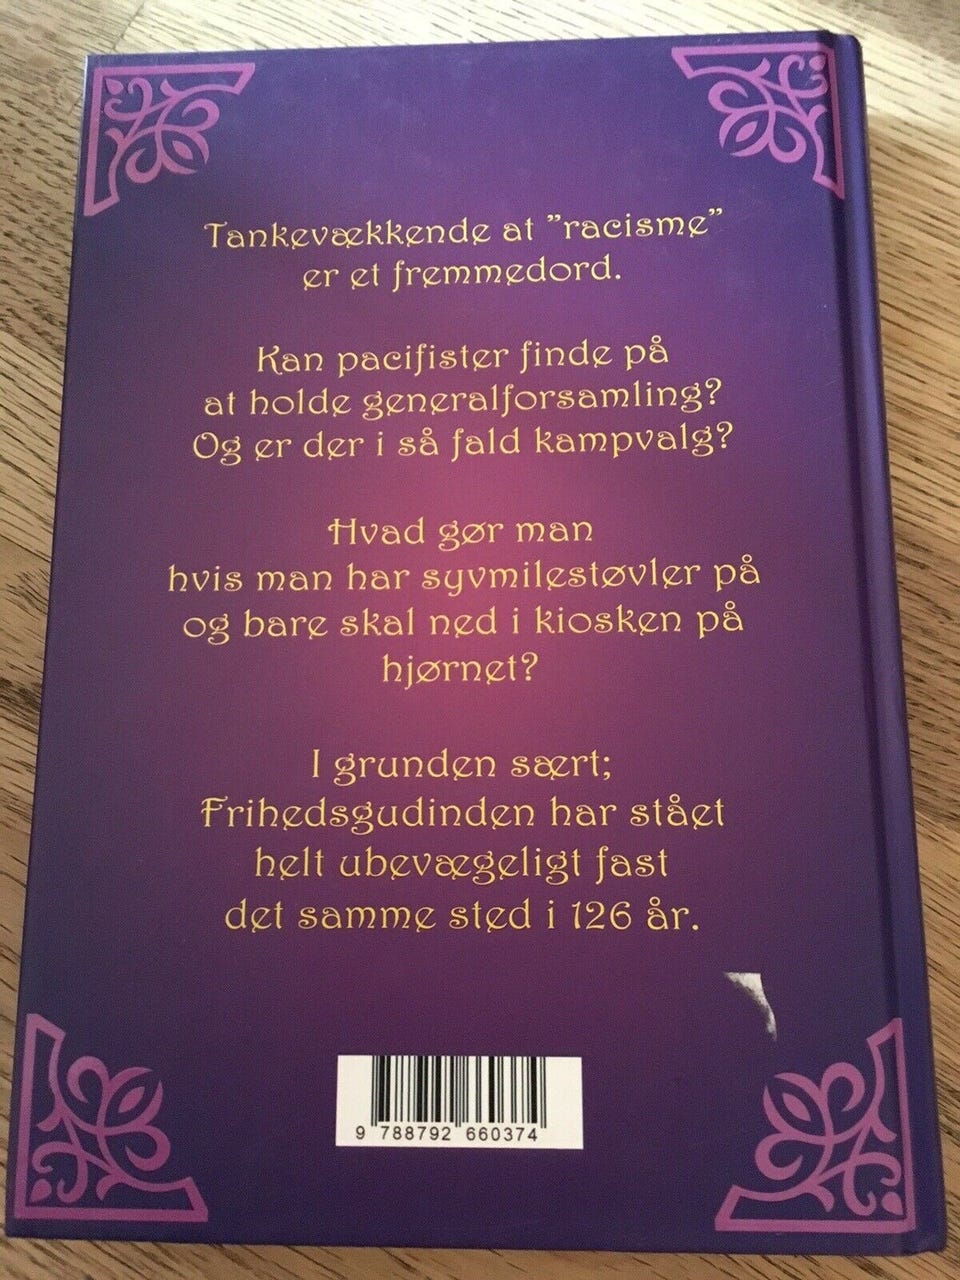 Tankevækkende at ”racisme”
er et fremmedord.
Kan pacifister finde på
at holde generalforsamling?
Og er der i så fald kampvalg?
Hvad gør man
hvis man har syvmilestøvler på
og bare skal ned i kiosken på
hjørnet?
I grunden sært;
Frihedsgudinden har stået
helt ubevægeligt fast
det samme sted i 126 år.
9 788792 660374